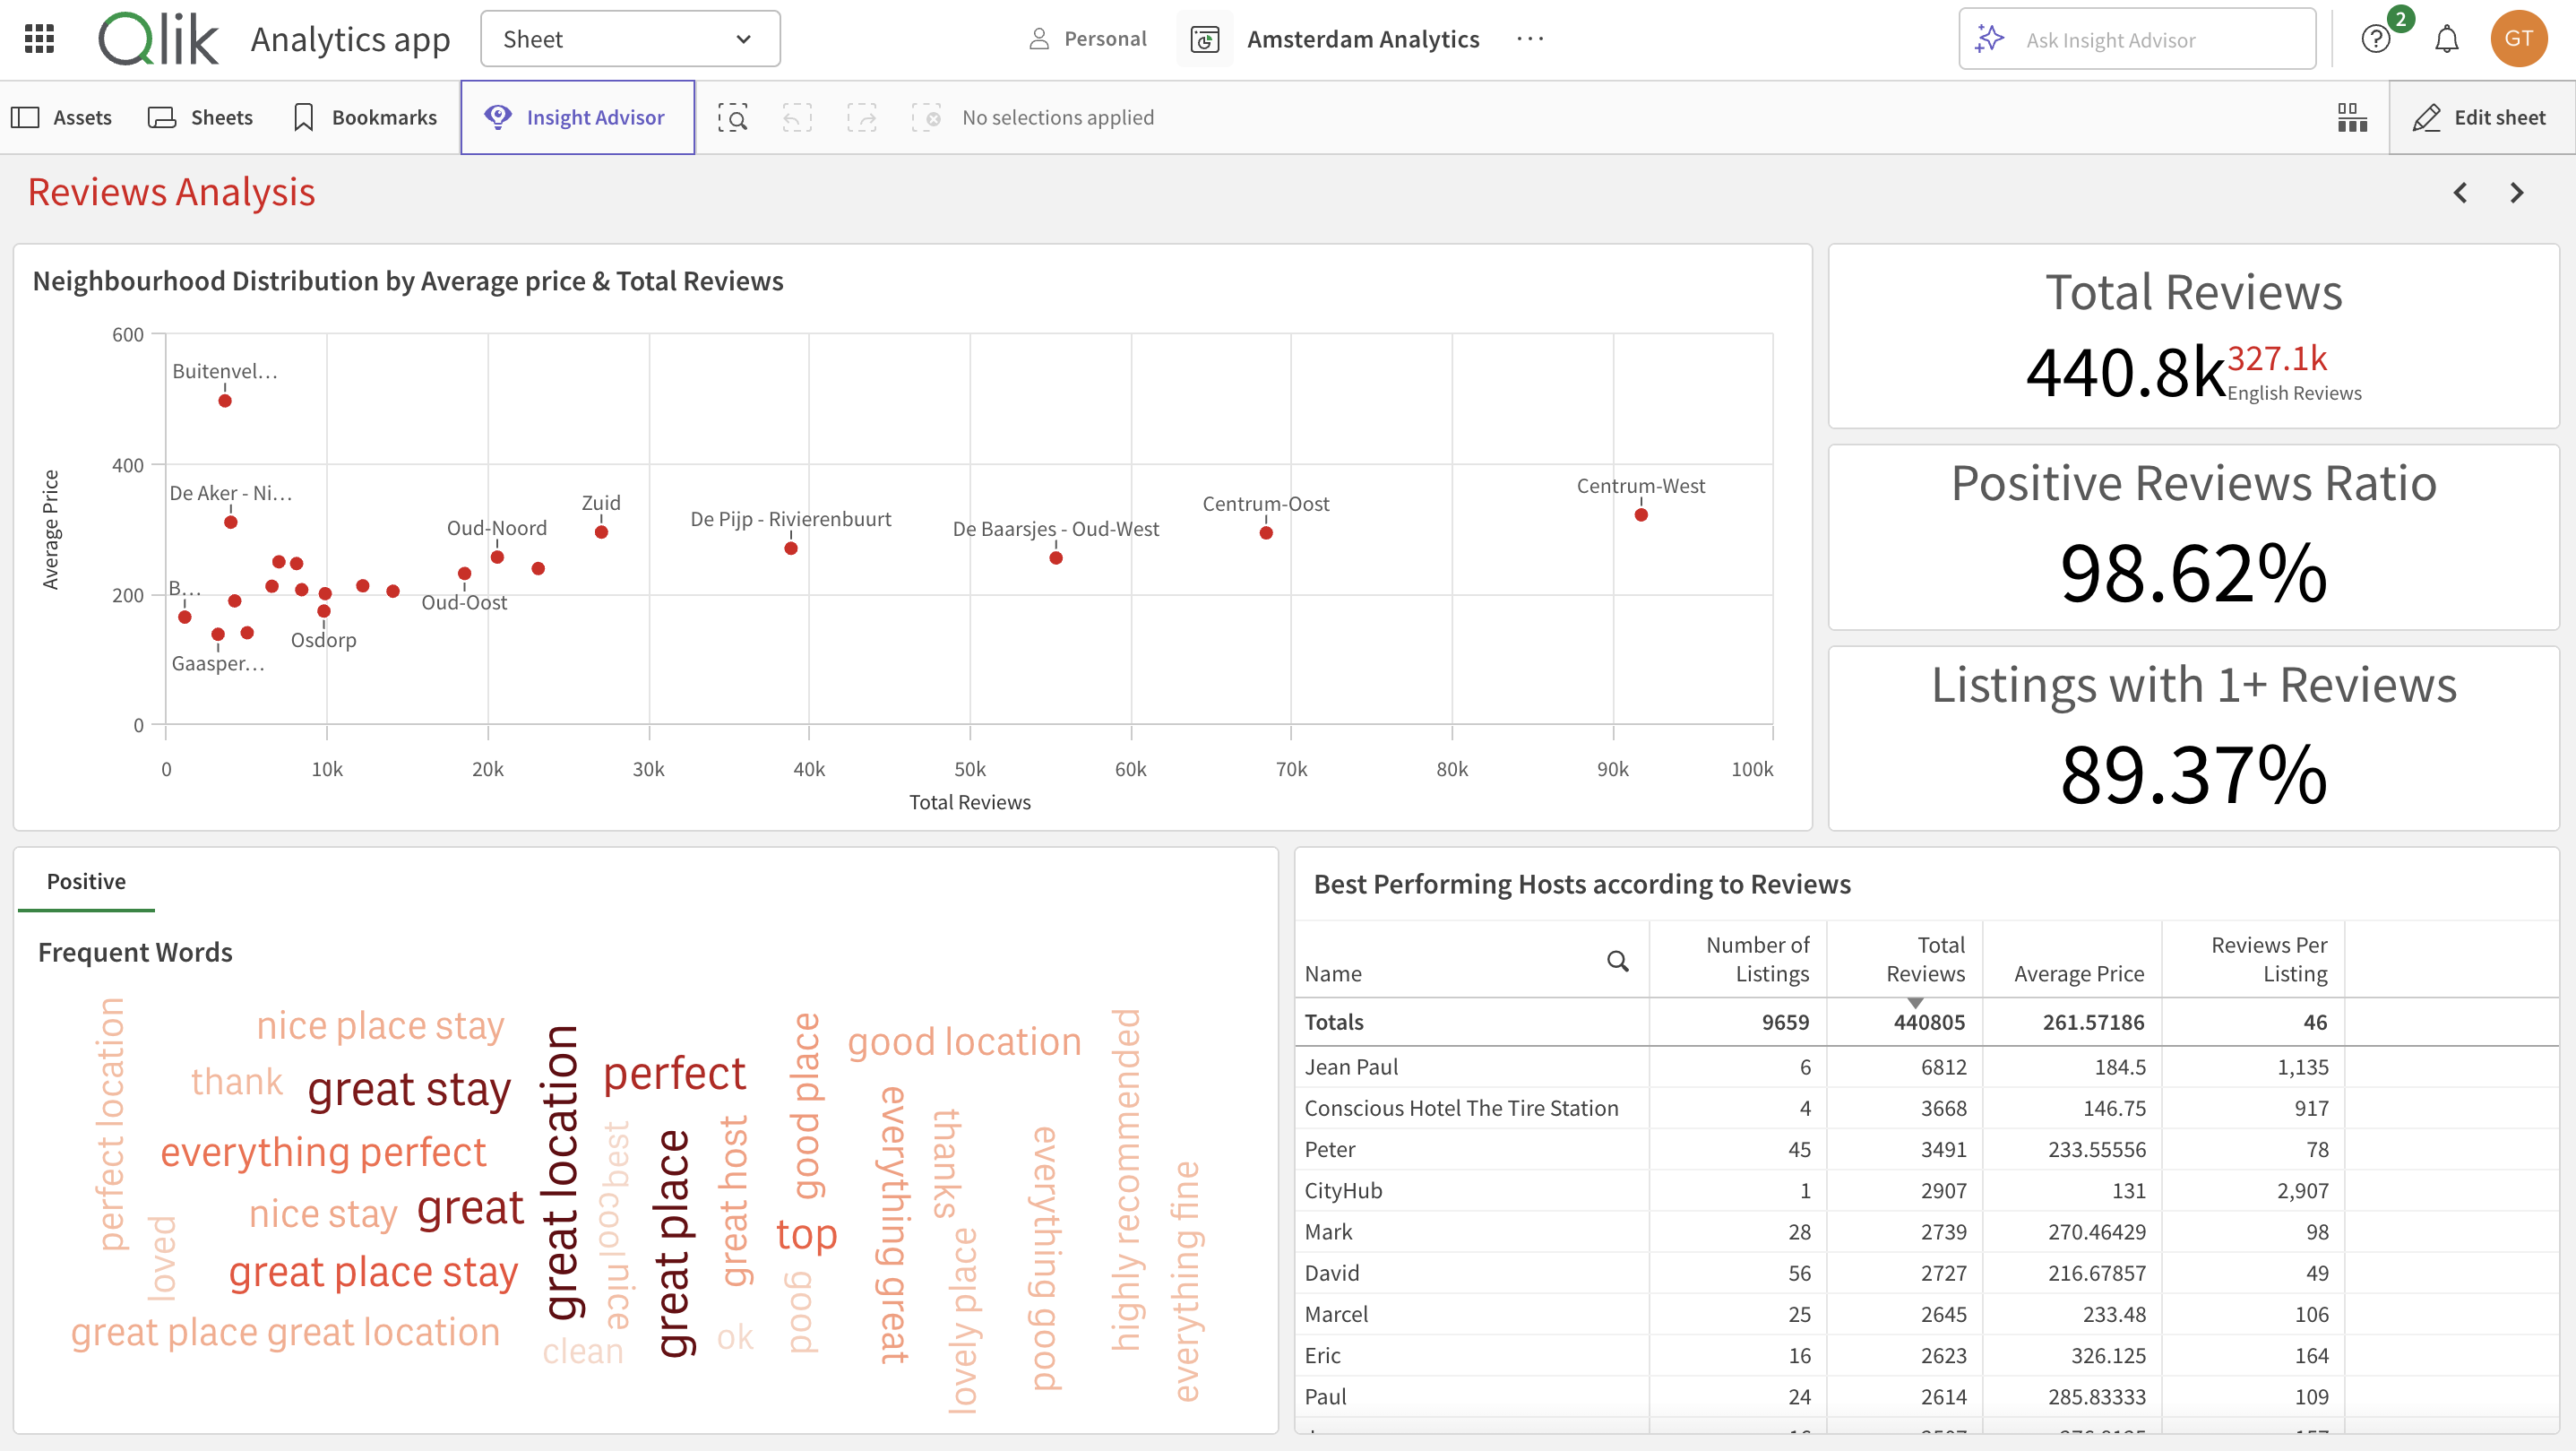 Qlik Analytics app Sheet Personal Amsterdam Analytics ... Ask Insight Advisor 2 GT
Assets Sheets Bookmarks Insight Advisor No selections applied Edit sheet
Reviews Analysis
Neighbourhood Distribution by Average price & Total Reviews
600
400
200
0
Average Price
Buitenvel...
De Aker - Ni...
B...
Gaasper...
Osdorp
Oud-Oost
Oud-Noord
Zuid
De Pijp - Rivierenbuurt
De Baarsjes - Oud-West
Centrum-Oost
Centrum-West
0 10k 20k 30k 40k 50k 60k 70k 80k 90k 100k
Total Reviews
Total Reviews
440.8k 327.1k
English Reviews
Positive Reviews Ratio
98.62%
Listings with 1+ Reviews
89.37%
Positive
Frequent Words
perfect location
nice place stay
thank
great stay
everything perfect
nice stay
great
loved
great place stay
great place great location
great location
perfect
best
cool
nice
clean
great place
great host
ok
good place
top
good
good location
everything great
thanks
lovely place
everything good
highly recommended
everything fine
Best Performing Hosts according to Reviews
Name Number of Listings Total Reviews Average Price Reviews Per Listing
Totals 9659 440805 261.57186 46
Jean Paul 6 6812 184.5 1,135
Conscious Hotel The Tire Station 4 3668 146.75 917
Peter 45 3491 233.55556 78
CityHub 1 2907 131 2,907
Mark 28 2739 270.46429 98
David 56 2727 216.67857 49
Marcel 25 2645 233.48 106
Eric 16 2623 326.125 164
Paul 24 2614 285.83333 109